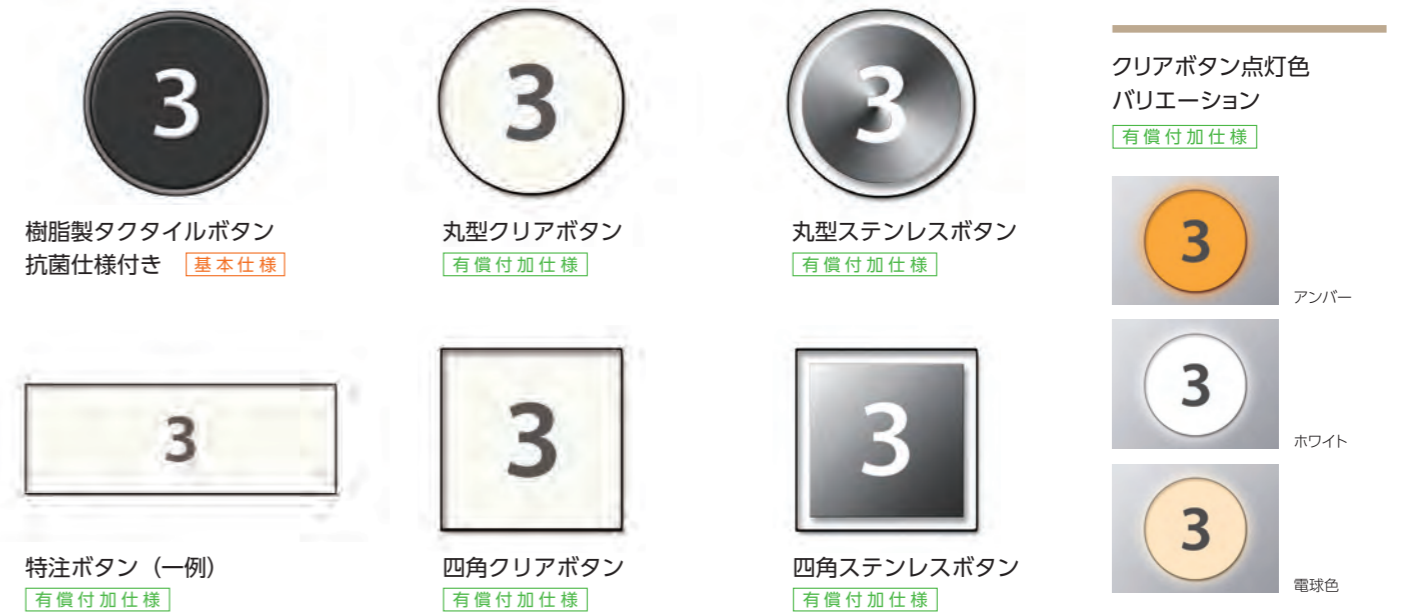 3
樹脂製タクタイルボタン
抗菌仕様付き 基本仕様
3
丸型クリアボタン
有償付加仕様
3
丸型ステンレスボタン
有償付加仕様
3
特注ボタン（一例）
有償付加仕様
3
四角クリアボタン
有償付加仕様
3
四角ステンレスボタン
有償付加仕様
クリアボタン点灯色
バリエーション
有償付加仕様
3
アンバー
3
ホワイト
3
電球色